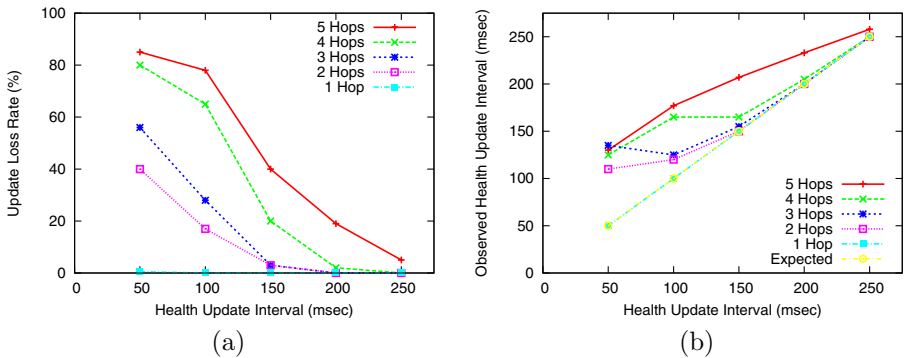 100
80
60
40
20
0
0
50
100
150
200
250
Update Loss Rate (%)
Health Update Interval (msec)
5 Hops
4 Hops
3 Hops
2 Hops
1 Hop
(a)
250
200
150
100
50
0
0
50
100
150
200
250
Observed Health Update Interval (msec)
Health Update Interval (msec)
5 Hops
4 Hops
3 Hops
2 Hops
1 Hop
Expected
(b)